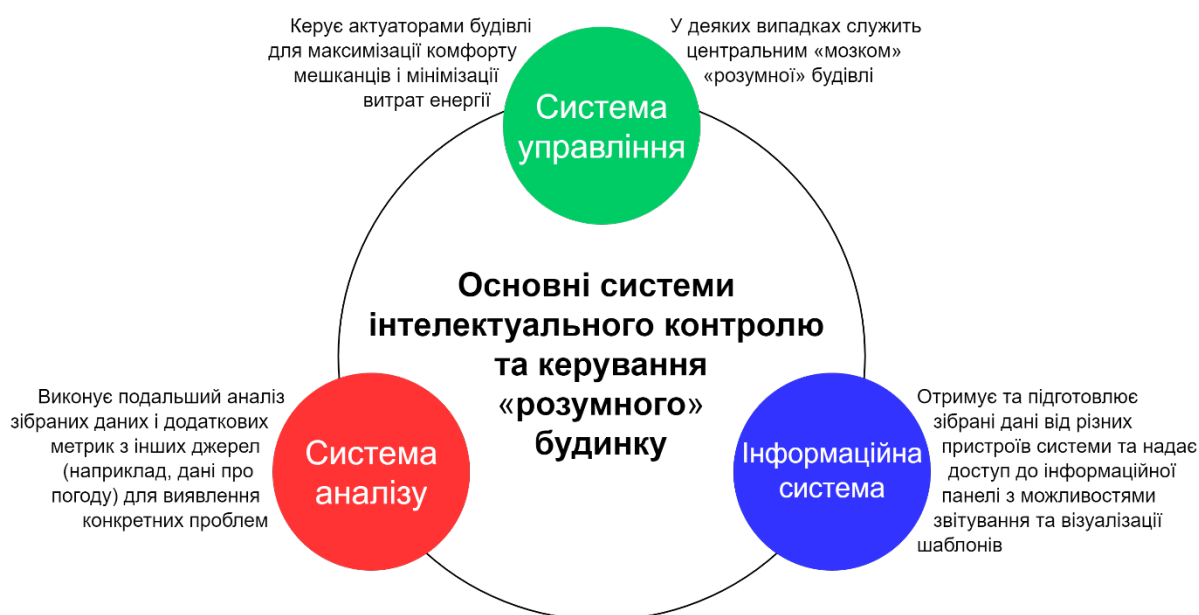 Керує актуаторами будівлі
для максимізації комфорту
мешканців і мінімізації
витрат енергії
У деяких випадках служить
центральним «мозком»
«розумної» будівлі
Система
управління
Основні системи
інтелектуального контролю
та керування
«розумного»
будинку
Виконує подальший аналіз
зібраних даних і додаткових
метрик з інших джерел
(наприклад, дані про
погоду) для виявлення
конкретних проблем
Система
аналізу
Інформаційна
система
Отримує та підготовлює
зібрані дані від різних
пристроїв системи та надає
доступ до інформаційної
панелі з можливостями
звітування та візуалізації
шаблонів